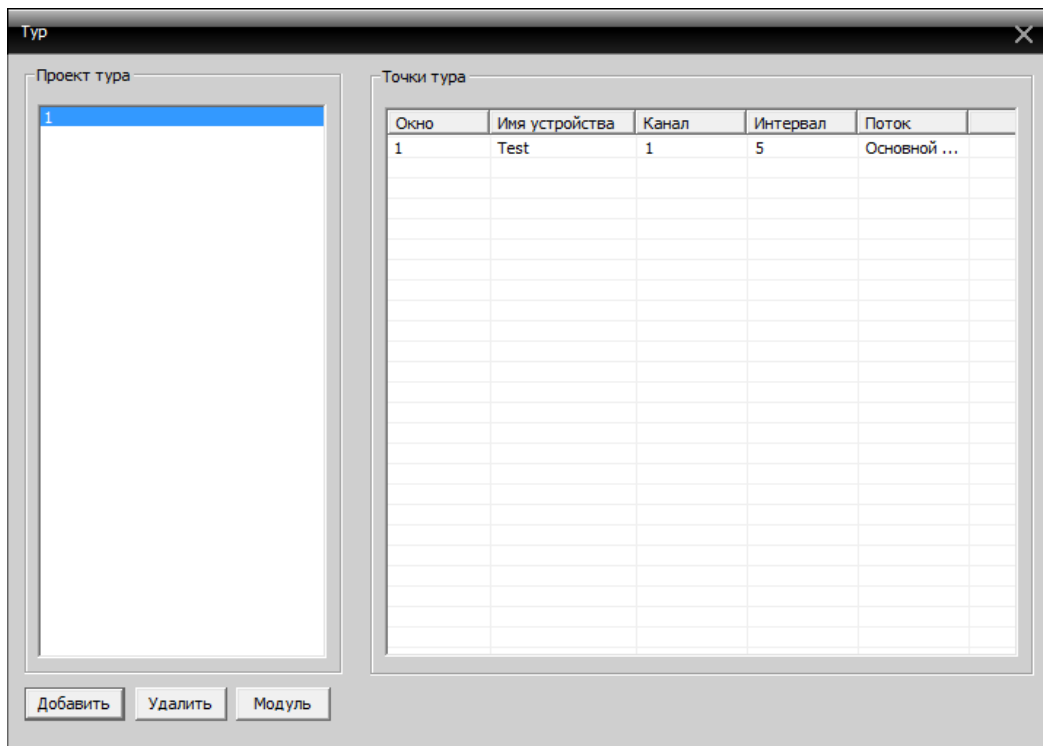 Тур
Проект тура
1
Точки тура
Окно Имя устройства Канал Интервал Поток
1 Test 1 5 Основной ...
Добавить Удалить Модуль